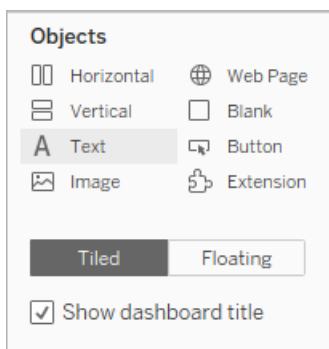 Objects
Horizontal Web Page
Vertical Blank
Text Button
Image Extension
Tiled Floating
Show dashboard title